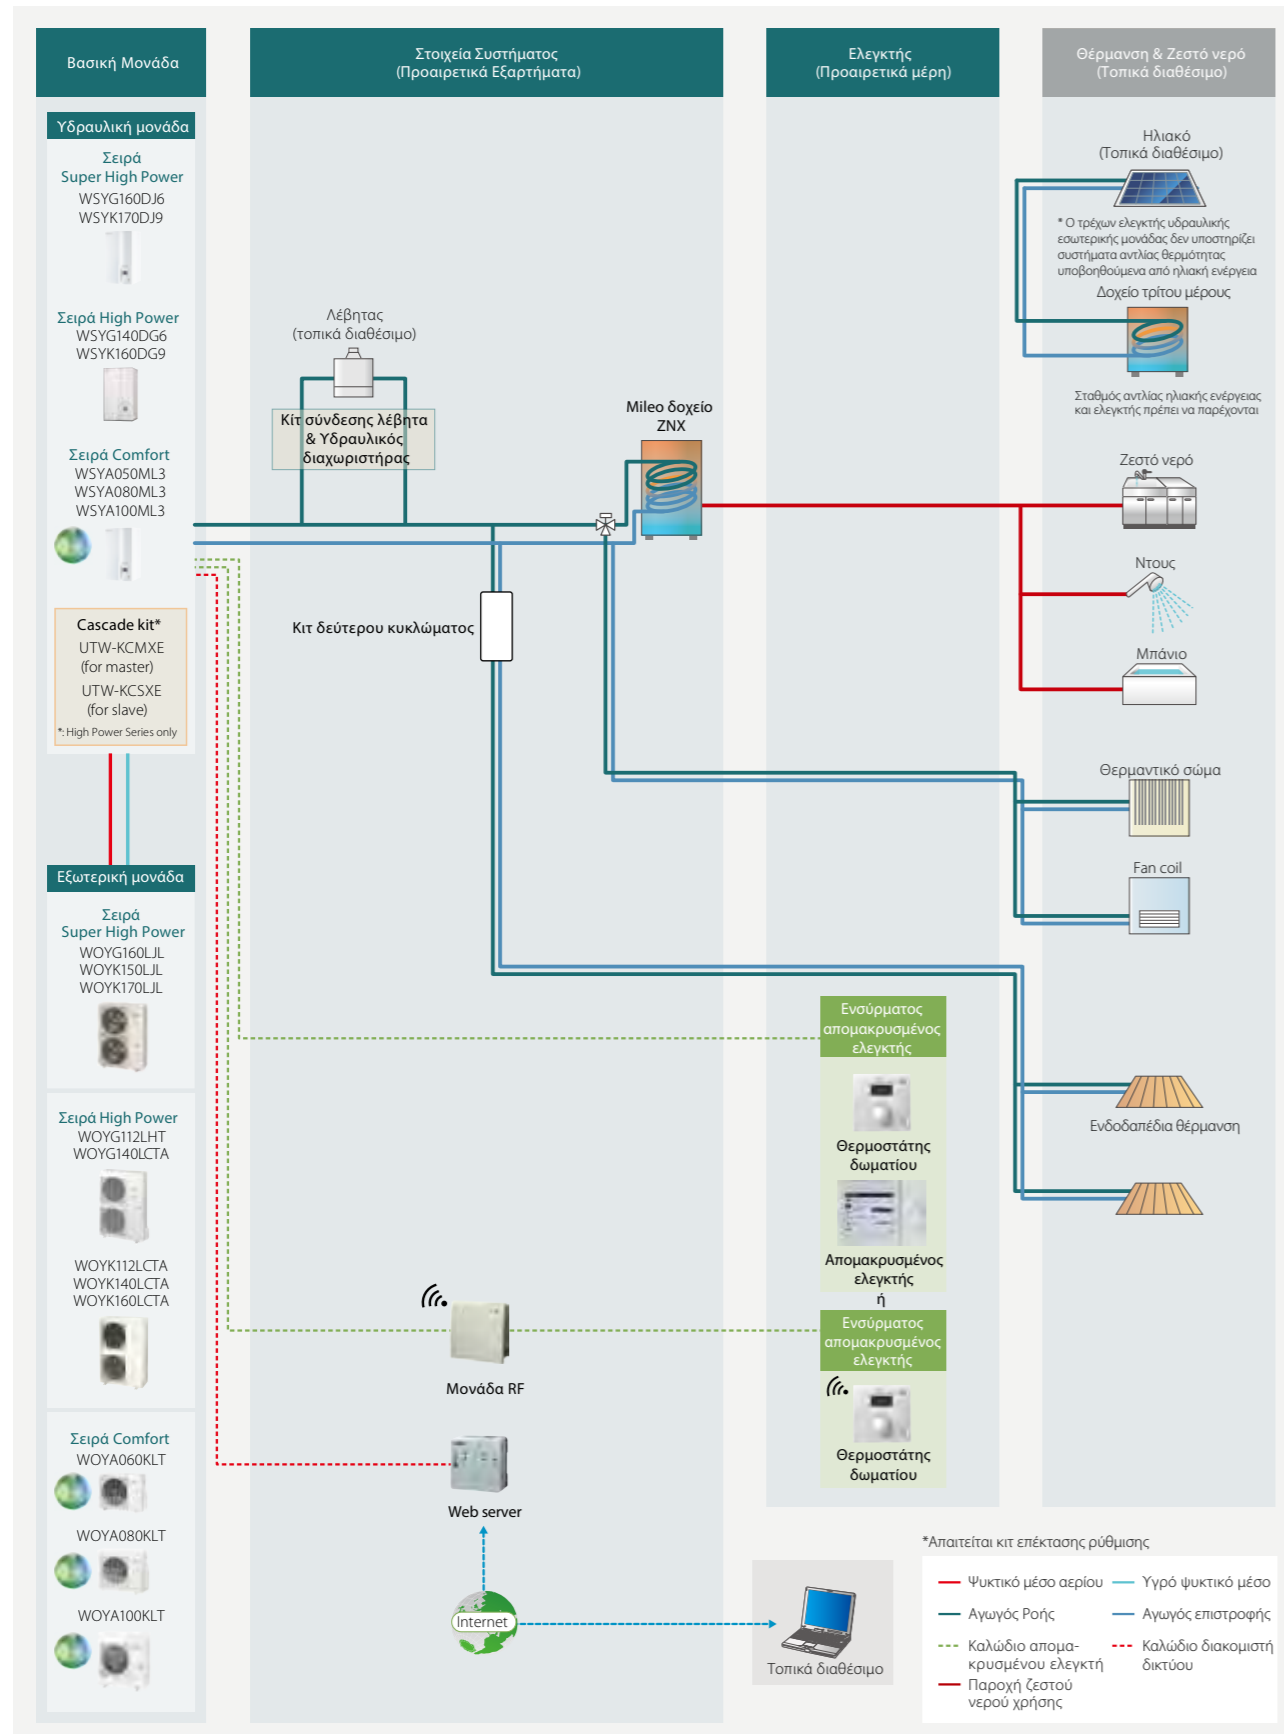 Βασική Μονάδα
Υδραυλική μονάδα
Σειρά
Super High Power
WSYG160DJ6
WSYK170DJ9
Σειρά High Power
WSYG140DG6
WSYK160DG9
Σειρά Comfort
WSYA050ML3
WSYA080ML3
WSYA100ML3
Cascade kit*
UTW-KCMXE
(for master)
UTW-KCSXE
(for slave)
*: High Power Series only
Εξωτερική μονάδα
Σειρά
Super High Power
WOYG160LJL
WOYK150LJL
WOYK170LJL
Σειρά High Power
WOYG112LHT
WOYG140LCTA
WOYK112LCTA
WOYK140LCTA
WOYK160LCTA
Σειρά Comfort
WOYA060KLT
WOYA080KLT
WOYA100KLT
Στοιχεία Συστήματος
(Προαιρετικά Εξαρτήματα)
Λέβητας
(τοπικά διαθέσιμο)
Κίτ σύνδεσης λέβητα
& Υδραυλικός
διαχωριστήρας
Mileo δοχείο
ΖΝΧ
Κιτ δεύτερου κυκλώματος
Μονάδα RF
Web server
Internet
Ελεγκτής
(Προαιρετικά μέρη)
Ενσύρματος
απομακρυσμένος
ελεγκτής
Θερμοστάτης
δωματίου
Απομακρυσμένος
ελεγκτής
ή
Ενσύρματος
απομακρυσμένος
ελεγκτής
Θερμοστάτης
δωματίου
Τοπικά διαθέσιμο
Θέρμανση & Ζεστό νερό
(Τοπικά διαθέσιμο)
Ηλιακό
(Τοπικά διαθέσιμο)
* Ο τρέχων ελεγκτής υδραυλικής
εσωτερικής μονάδας δεν υποστηρίζει
συστήματα αντλίας θερμότητας
υποβοηθούμενα από ηλιακή ενέργεια
Δοχείο τρίτου μέρους
Σταθμός αντλίας ηλιακής ενέργειας
και ελεγκτής πρέπει να παρέχονται
Ζεστό νερό
Ντους
Μπάνιο
Θερμαντικό σώμα
Fan coil
Ενδοδαπέδια θέρμανση
*Απαιτείται κιτ επέκτασης ρύθμισης
Ψυκτικό μέσο αερίου
Υγρό ψυκτικό μέσο
Αγωγός Ροής
Αγωγός επιστροφής
Καλώδιο απομα-
κρυσμένου ελεγκτή
Καλώδιο διακομιστή
δικτύου
Παροχή ζεστού
νερού χρήσης